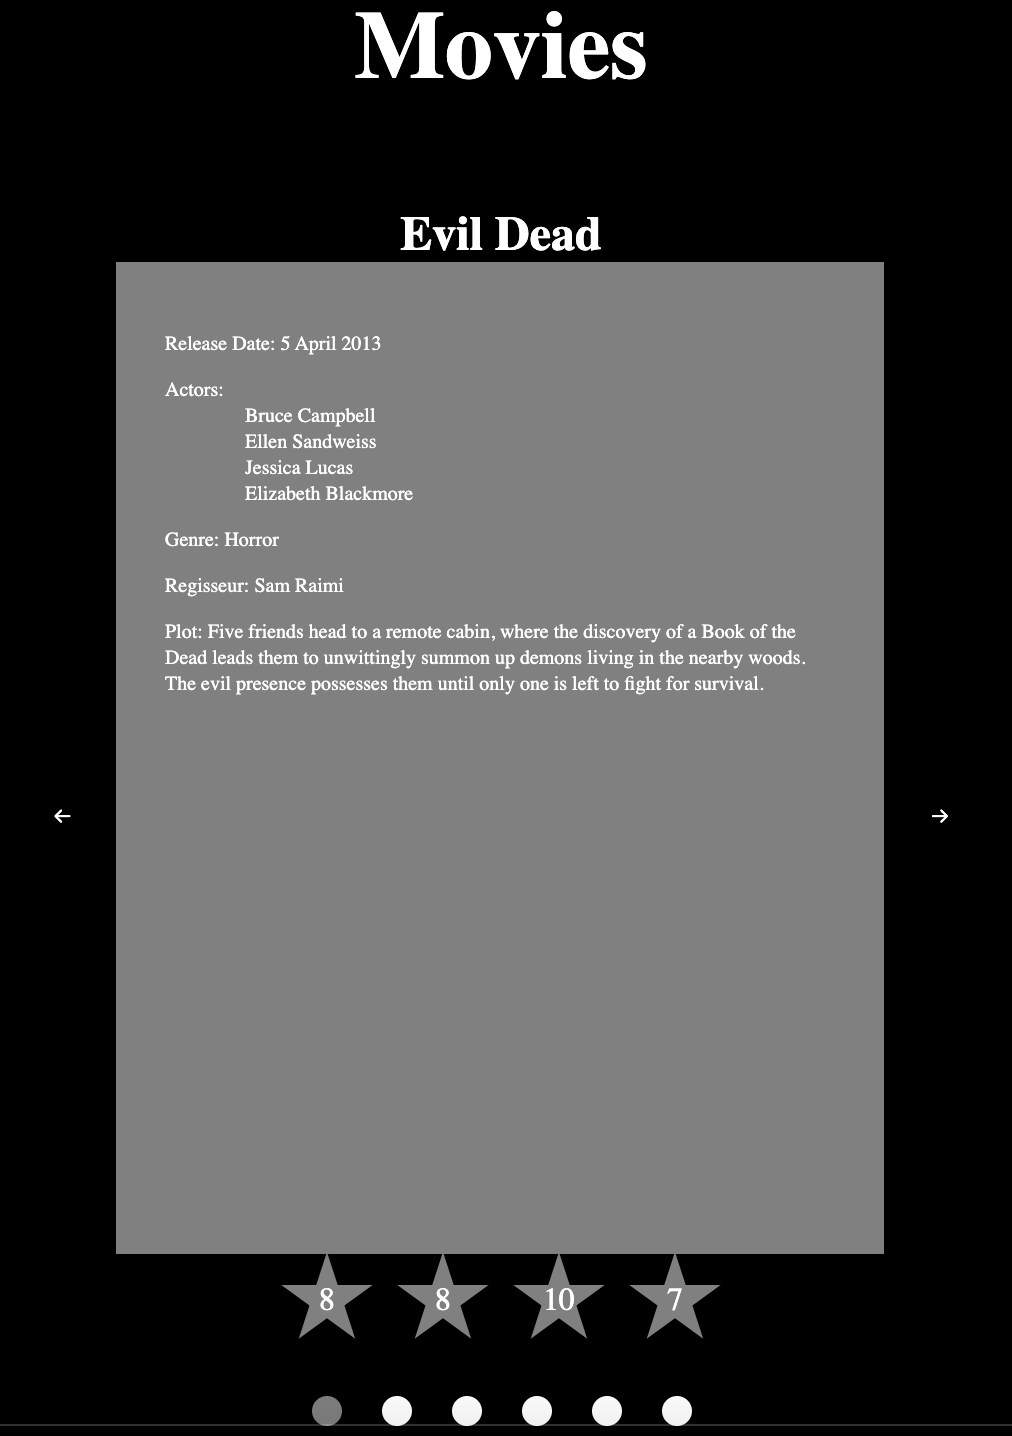 Movies
Evil Dead
Release Date: 5 April 2013
Actors:
Bruce Campbell
Ellen Sandweiss
Jessica Lucas
Elizabeth Blackmore
Genre: Horror
Regisseur: Sam Raimi
Plot: Five friends head to a remote cabin, where the discovery of a Book of the
Dead leads them to unwittingly summon up demons living in the nearby woods.
The evil presence possesses them until only one is left to fight for survival.
8 8 10 7